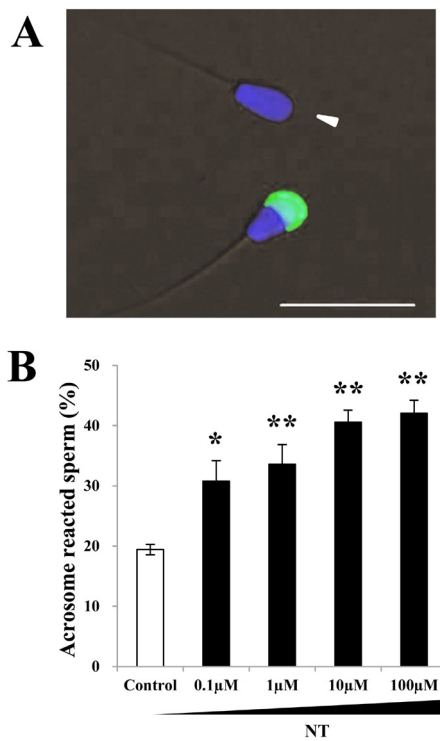 A
B
Acrosome reacted sperm (%)
50
40
30
20
10
0
*
**
**
**
Control 0.1μM 1μM 10μM 100μM
NT